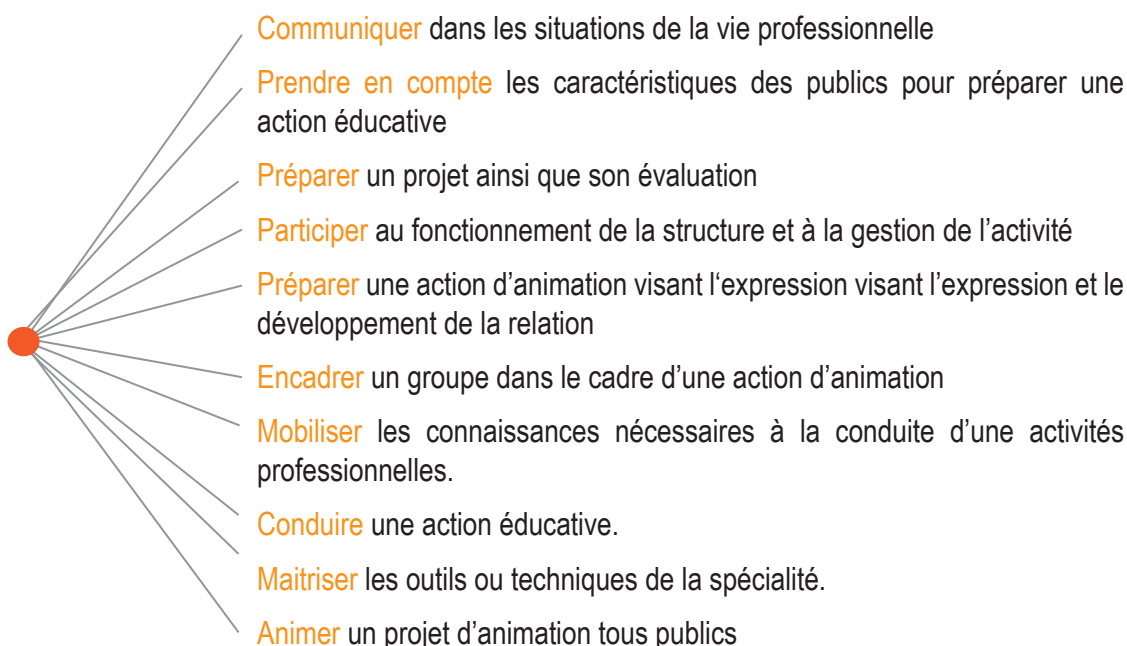 Communiquer dans les situations de la vie professionnelle
Prendre en compte les caractéristiques des publics pour préparer une
action éducative
Préparer un projet ainsi que son évaluation
Participer au fonctionnement de la structure et à la gestion de l’activité
Préparer une action d’animation visant l‘expression visant l’expression et le
développement de la relation
Encadrer un groupe dans le cadre d’une action d’animation
Mobiliser les connaissances nécessaires à la conduite d’une activités
professionnelles.
Conduire une action éducative.
Maitriser les outils ou techniques de la spécialité.
Animer un projet d’animation tous publics